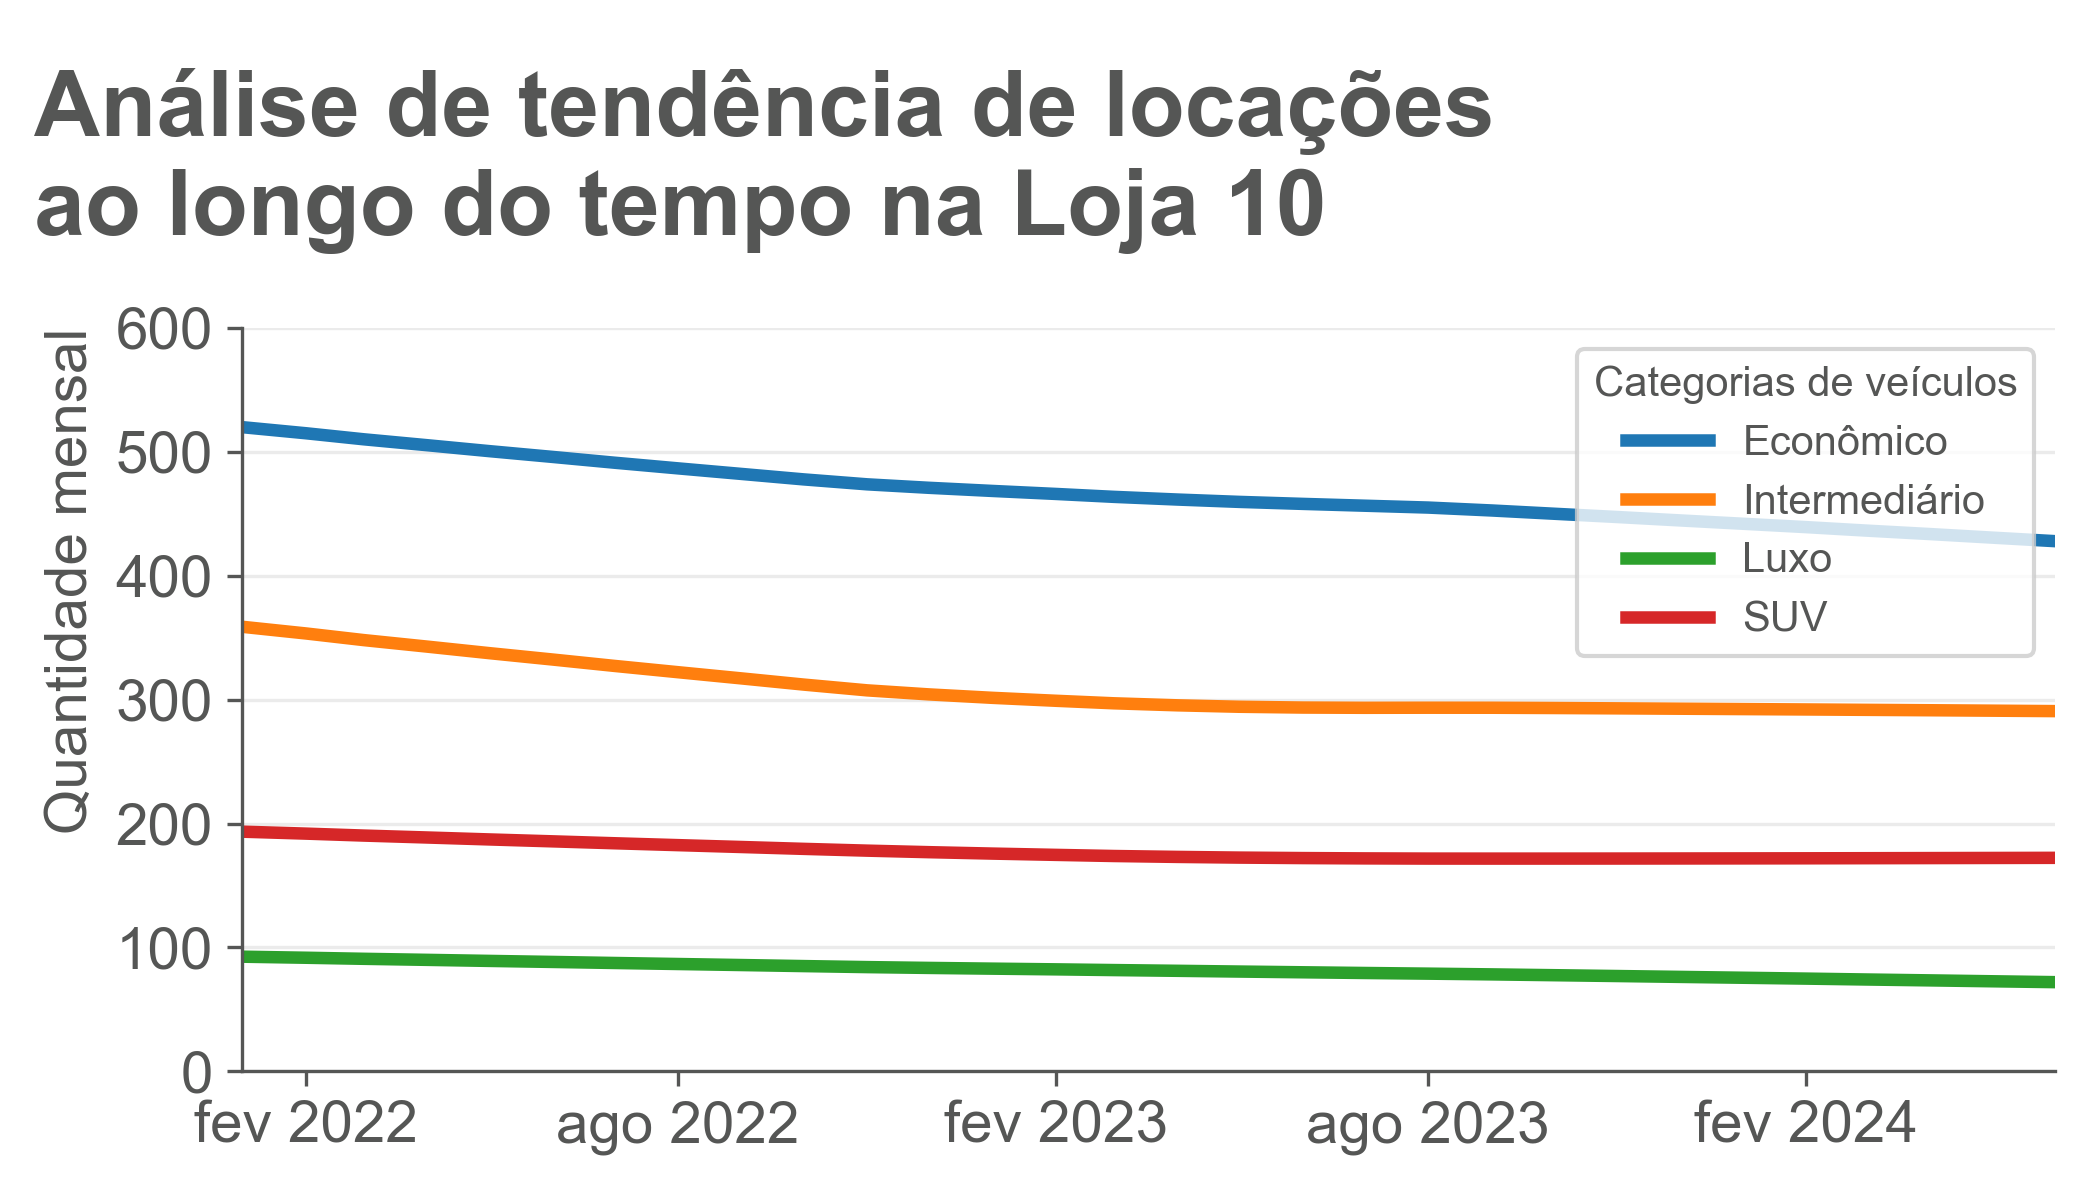 Análise de tendência de locações
ao longo do tempo na Loja 10
Quantidade mensal
600
500
400
300
200
100
0
fev 2022
ago 2022
fev 2023
ago 2023
fev 2024
Categorias de veículos
Econômico
Intermediário
Luxo
SUV